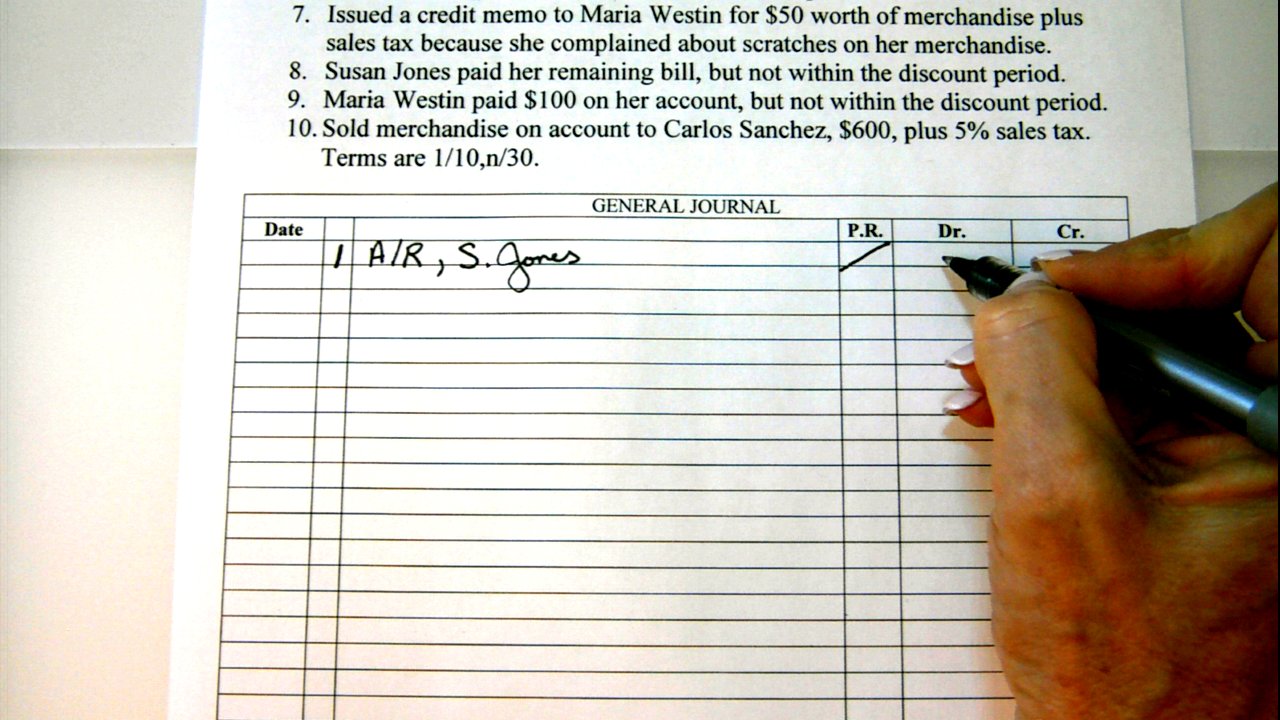 7. Issued a credit memo to Maria Westin for $50 worth of merchandise plus
sales tax because she complained about scratches on her merchandise.
8. Susan Jones paid her remaining bill, but not within the discount period.
9. Maria Westin paid $100 on her account, but not within the discount period.
10. Sold merchandise on account to Carlos Sanchez, $600, plus 5% sales tax.
Terms are 1/10,n/30.
GENERAL JOURNAL
Date P.R. Dr. Cr.
1 A/R, S. Jones